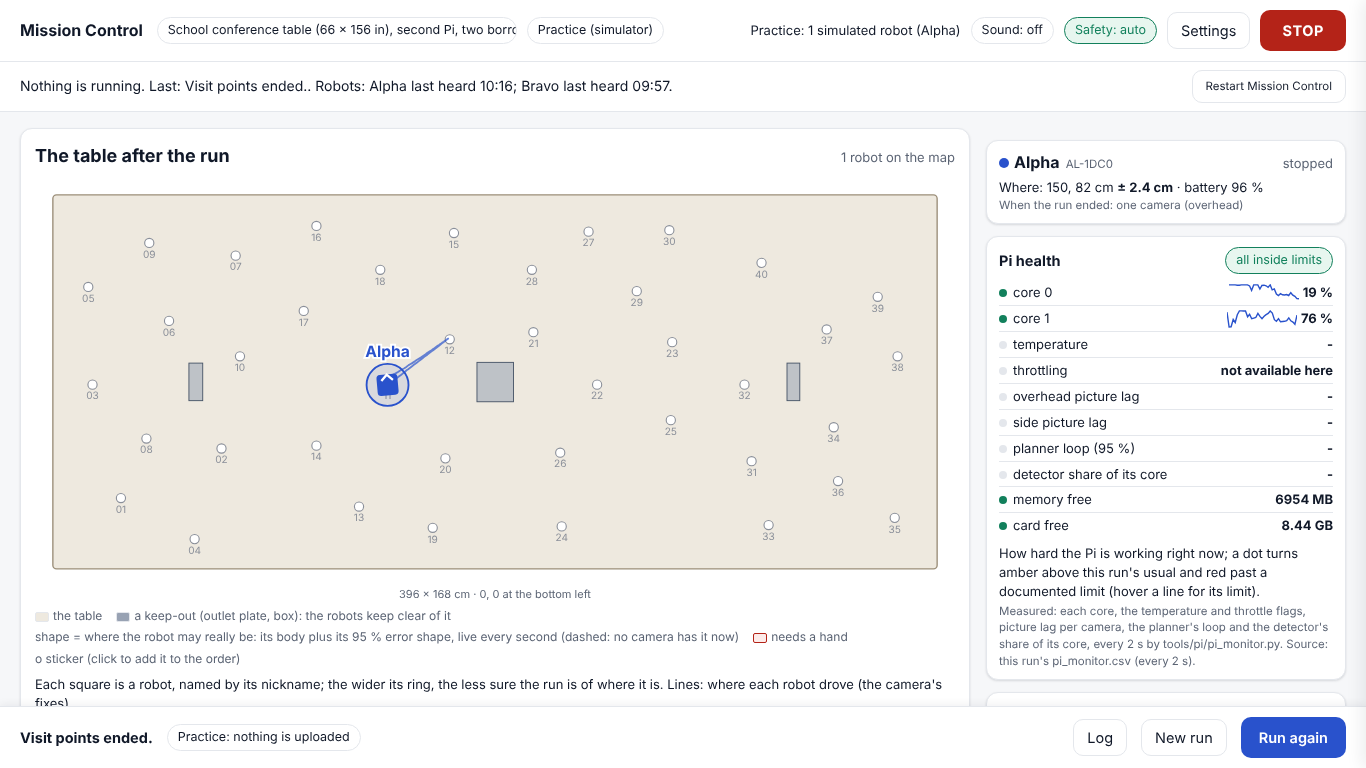 Mission Control
School conference table (66 × 156 in), second Pi, two borro
Practice (simulator)
Practice: 1 simulated robot (Alpha)
Sound: off
Safety: auto
Settings
STOP
Nothing is running. Last: Visit points ended.. Robots: Alpha last heard 10:16; Bravo last heard 09:57.
Restart Mission Control
The table after the run
1 robot on the map
16
15
27
30
09
07
40
18
28
05
29
39
17
06
37
12
21
23
10
38
Alpha
03
22
32
25
34
08
02
14
20
26
31
36
01
13
35
19
24
33
04
396 × 168 cm · 0, 0 at the bottom left
the table
a keep-out (outlet plate, box): the robots keep clear of it
shape = where the robot may really be: its body plus its 95 % error shape, live every second (dashed: no camera has it now)
needs a hand
o sticker (click to add it to the order)
Each square is a robot, named by its nickname; the wider its ring, the less sure the run is of where it is. Lines: where each robot drove (the camera's
fixes)
Alpha AL-1DC0
stopped
Where: 150, 82 cm ± 2.4 cm · battery 96 %
When the run ended: one camera (overhead)
Pi health
all inside limits
core 0 19 %
core 1 76 %
temperature -
throttling not available here
overhead picture lag -
side picture lag -
planner loop (95 %) -
detector share of its core -
memory free 6954 MB
card free 8.44 GB
How hard the Pi is working right now; a dot turns
amber above this run's usual and red past a
documented limit (hover a line for its limit).
Measured: each core, the temperature and throttle flags,
picture lag per camera, the planner's loop and the detector's
share of its core, every 2 s by tools/pi/pi_monitor.py. Source:
this run's pi_monitor.csv (every 2 s).
Visit points ended.
Practice: nothing is uploaded
Log
New run
Run again